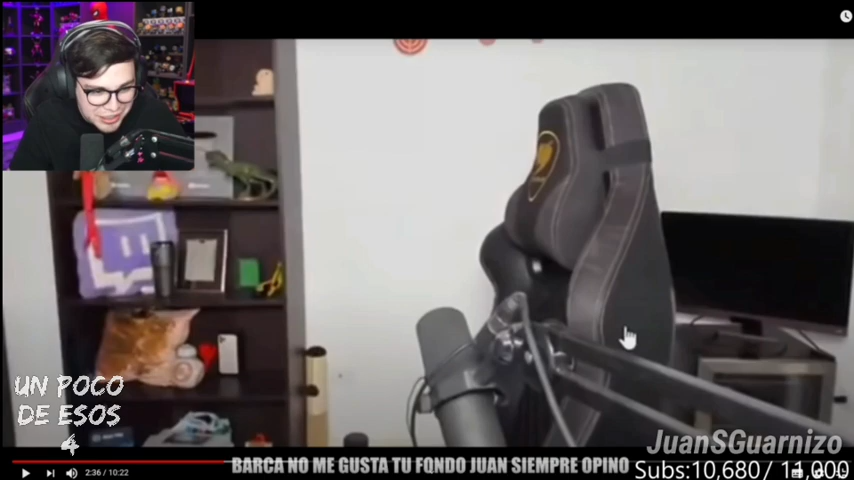 UN POCO
DE ESOS
4
JuanSGuarnizo
2:36 / 10:22
BARCA NO ME GUSTA TU FONDO JUAN SIEMPRE OPINO
Subs:10,680/ 11,000